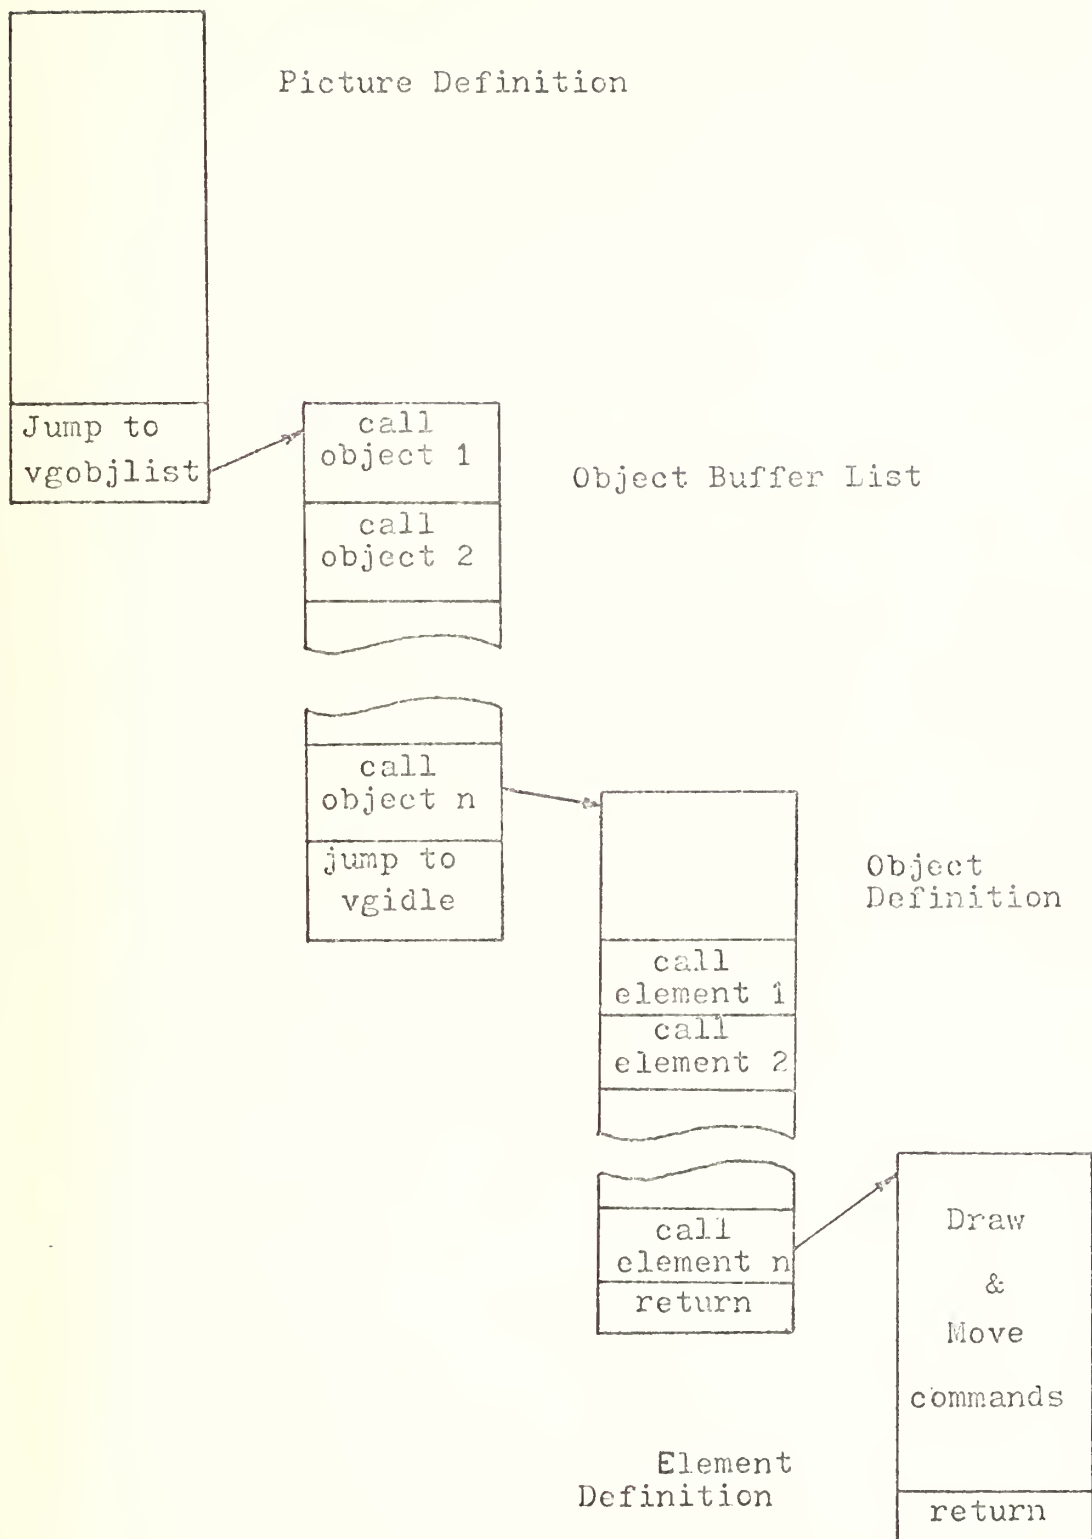 Picture Definition
Jump to
vgobjlist
call
object 1
Object Buffer List
call
object 2
call
object n
jump to
vgidle
Object
Definition
call
element 1
call
element 2
call
element n
return
Draw
&
Move
commands
Element
Definition
return